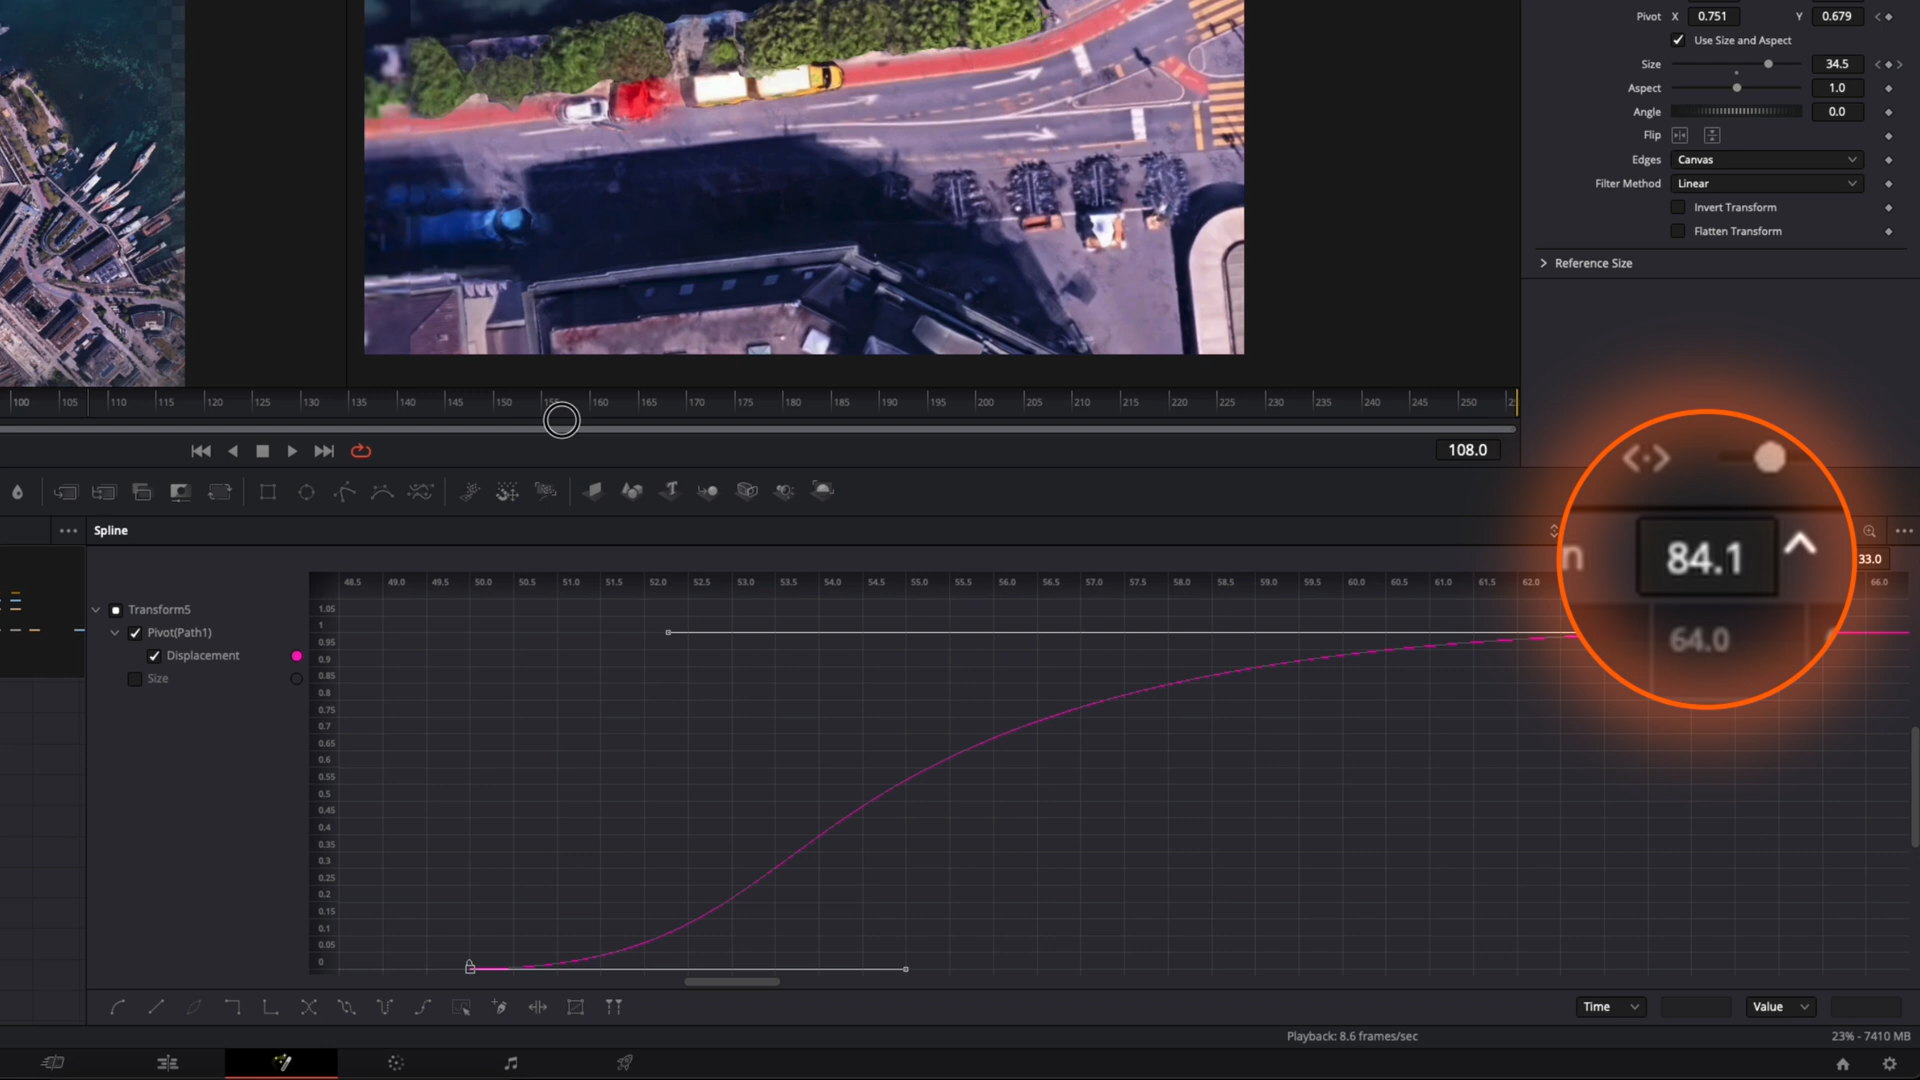 Pivot X 0.751 Y 0.679
Use Size and Aspect
Size 34.5
Aspect 1.0
Angle 0.0
Flip
Edges Canvas
Filter Method Linear
Invert Transform
Flatten Transform
Reference Size
100 105 110 115 120 125 130 135 140 145 150 155 160 165 170 175 180 185 190 195 200 205 210 215 220 225 230 235 240 245 250
108.0
Spline
n 84.1 33.0
48.5 49.0 49.5 50.0 50.5 51.0 51.5 52.0 52.5 53.0 53.5 54.0 54.5 55.0 55.5 55.0 56.5 57.0 57.5 58.0 58.5 59.0 59.5 60.0 60.5 61.0 61.5 62.0 64.0 66.0
Transform5
Pivot(Path1)
Displacement
Size
1.05
1
0.95
0.9
0.85
0.8
0.75
0.7
0.65
0.6
0.55
0.5
0.45
0.4
0.35
0.3
0.25
0.2
0.15
0.1
0.05
0
Time Value
Playback: 8.6 frames/sec 23% - 7410 MB